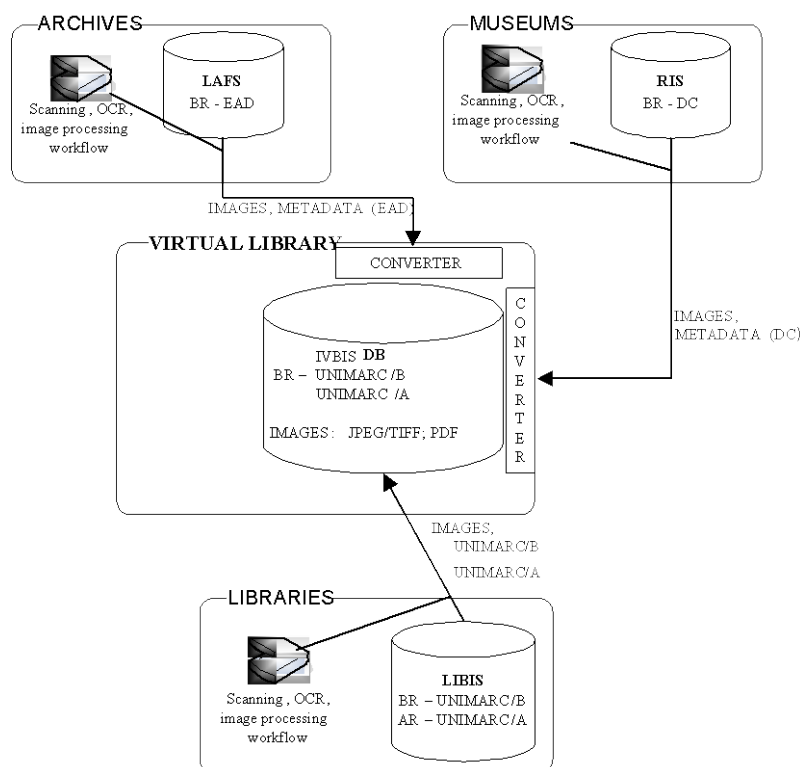 ARCHIVES
LAFS
BR - EAD
Scanning , OCR,
image processing
workflow
MUSEUMS
RIS
BR - DC
Scanning , OCR,
image processing
workflow
IMAGES, METADATA (EAD)
VIRTUAL LIBRARY
CONVERTER
IVBIS DB
BR – UNIMARC /B
UNIMARC /A
IMAGES: JPEG/TIFF; PDF
CONVERTER
IMAGES,
METADATA (DC)
IMAGES,
UNIMARC/B
UNIMARC/A
LIBRARIES
Scanning , OCR,
image processing
workflow
LIBIS
BR – UNIMARC/B
AR – UNIMARC/A